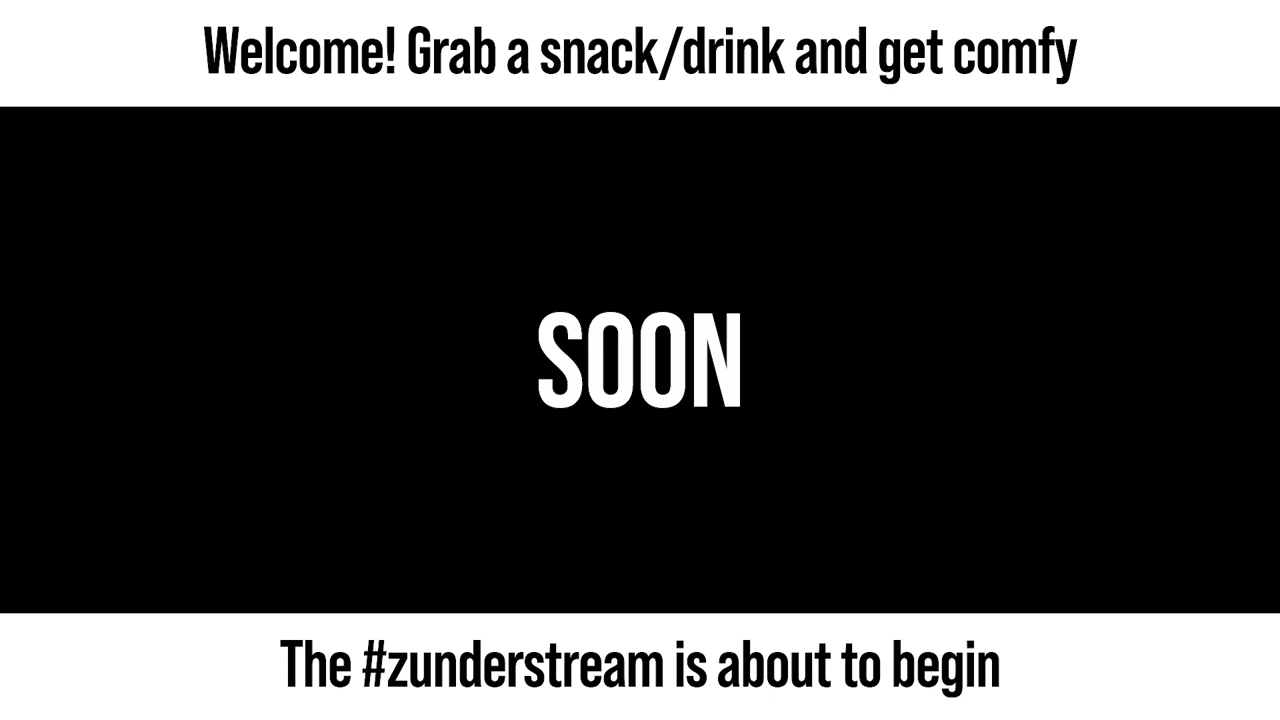 Welcome! Grab a snack/drink and get comfy
SOON
The #zunderstream is about to begin